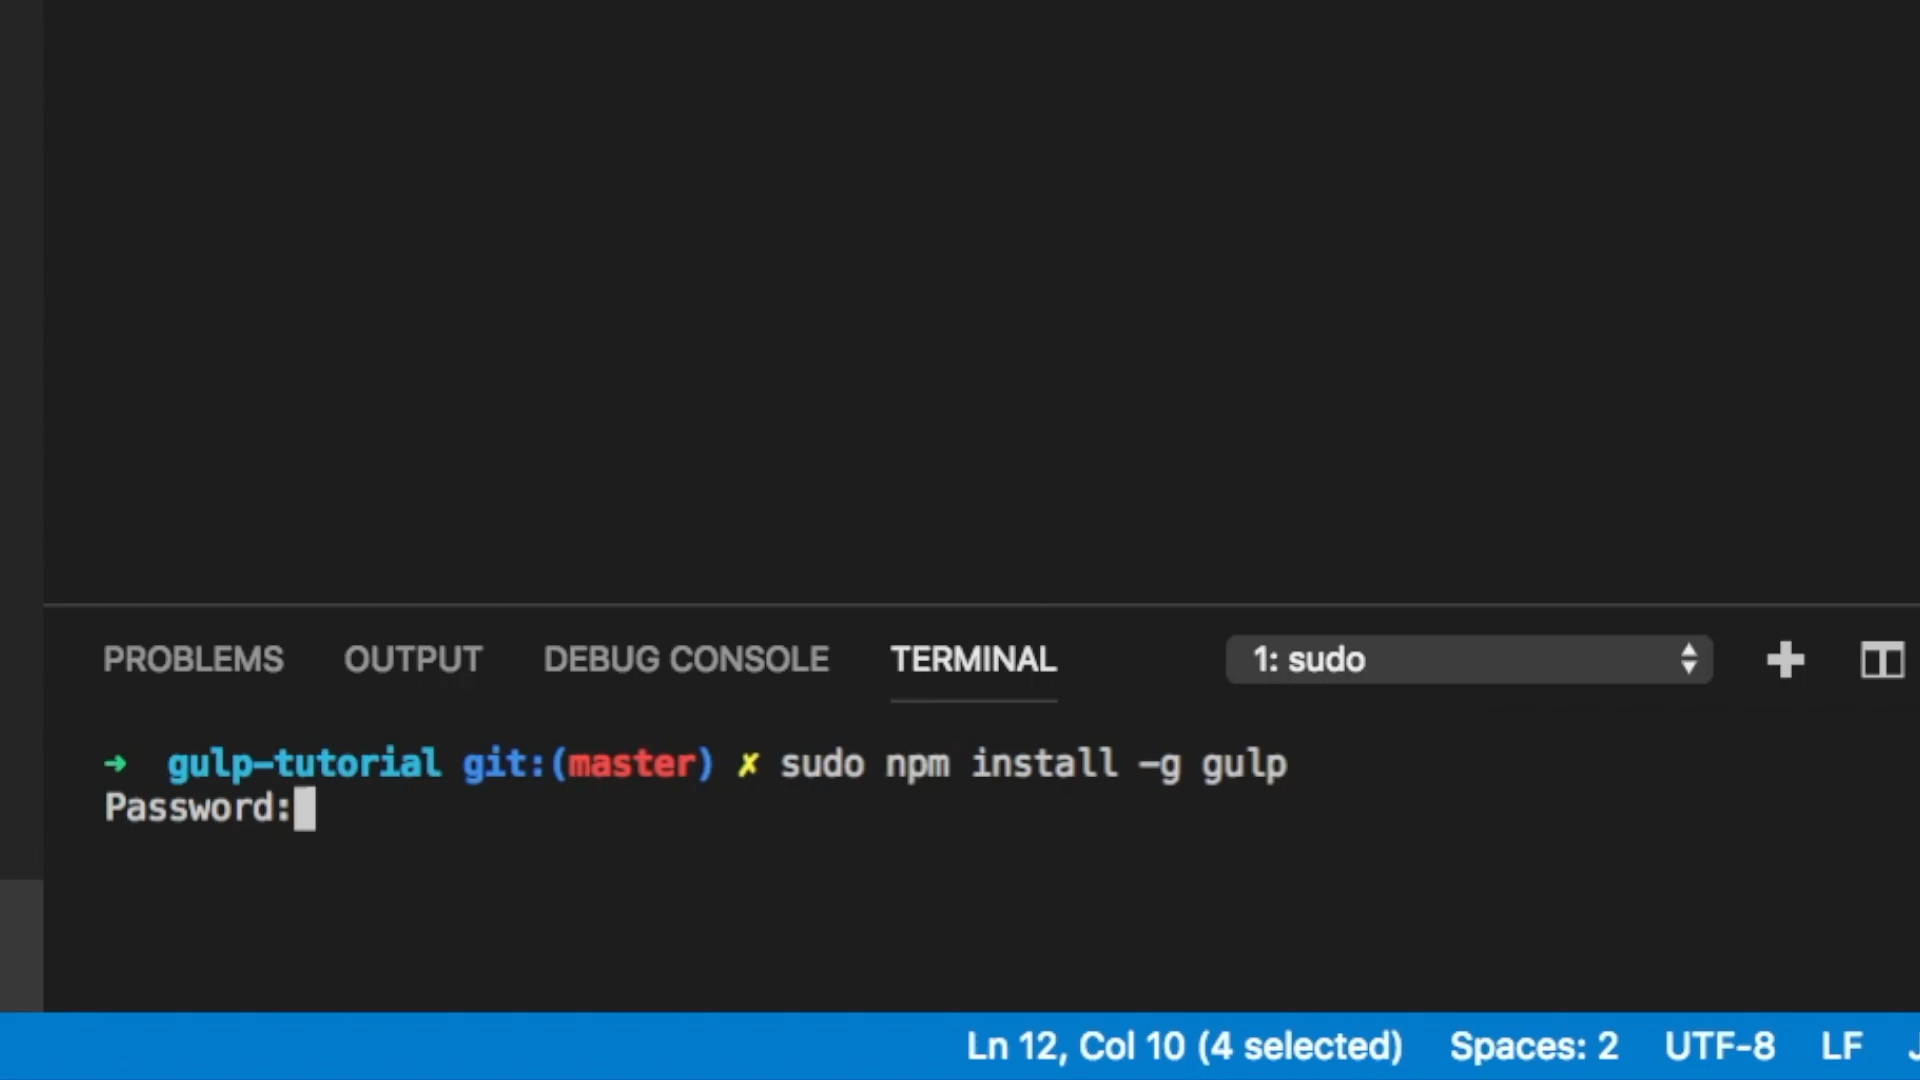 PROBLEMS OUTPUT DEBUG CONSOLE TERMINAL 1: sudo
➜ gulp-tutorial git:(master) ✗ sudo npm install -g gulp
Password:
Ln 12, Col 10 (4 selected) Spaces: 2 UTF-8 LF